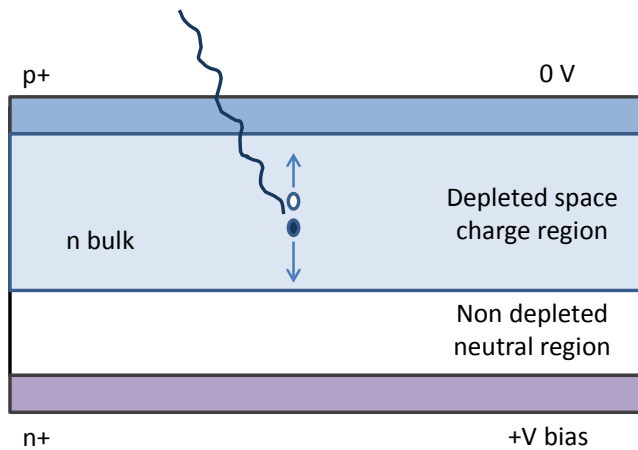 p+
0 V
Depleted space
charge region
n bulk
Non depleted
neutral region
n+
+V bias